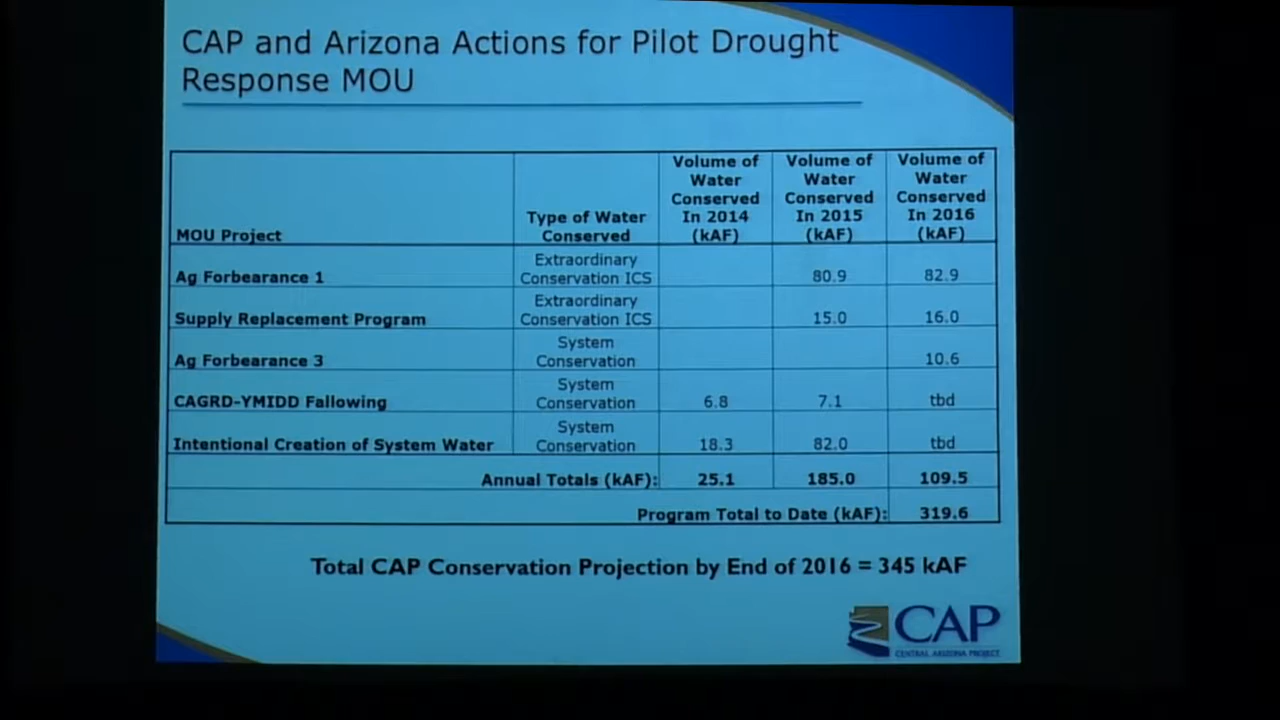 CAP and Arizona Actions for Pilot Drought
Response MOU
MOU Project
Type of Water
Conserved
Volume of
Water
Conserved
In 2014
(kAF)
Volume of
Water
Conserved
In 2015
(kAF)
Volume of
Water
Conserved
In 2016
(kAF)
Ag Forbearance 1
Extraordinary
Conservation ICS
80.9
82.9
Supply Replacement Program
Extraordinary
Conservation ICS
15.0
16.0
Ag Forbearance 3
System
Conservation
10.6
CAGRD-YMIDD Fallowing
System
Conservation
6.8
7.1
tbd
Intentional Creation of System Water
System
Conservation
18.3
82.0
tbd
Annual Totals (kAF):
25.1
185.0
109.5
Program Total to Date (kAF):
319.6
Total CAP Conservation Projection by End of 2016 = 345 kAF
CAP
CENTRAL ARIZONA PROJECT